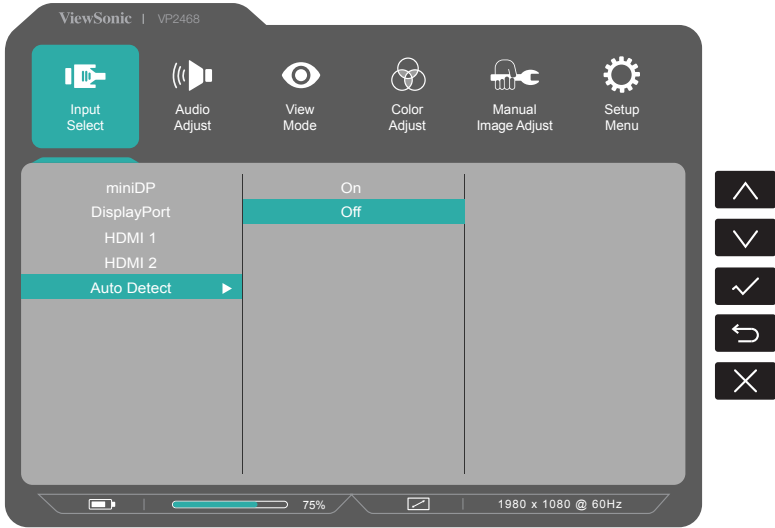 ViewSonic | VP2468
Input Select
Audio Adjust
View Mode
Color Adjust
Manual Image Adjust
Setup Menu
miniDP
DisplayPort
HDMI 1
HDMI 2
Auto Detect
On
Off
75%
1980 x 1080 @ 60Hz